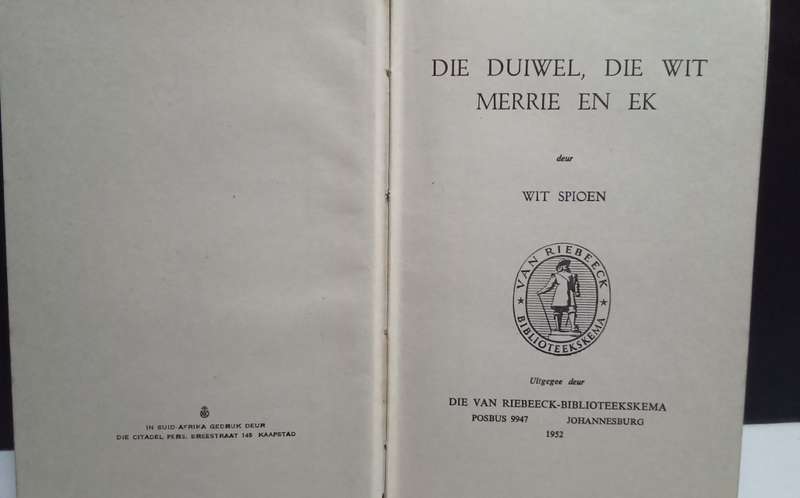 IN SUID-AFRIKA GEDRUK DEUR
DIE CITADEL PERS, BREESTRAAT 145 KAAPSTAD
DIE DUIWEL, DIE WIT
MERRIE EN EK
deur
WIT SPIOEN
★ VAN RIEBEECK ★
BIBLIOTEEKSKEMA
Uitgegee deur
DIE VAN RIEBEECK-BIBLIOTEEKSKEMA
POSBUS 9947 JOHANNESBURG
1952